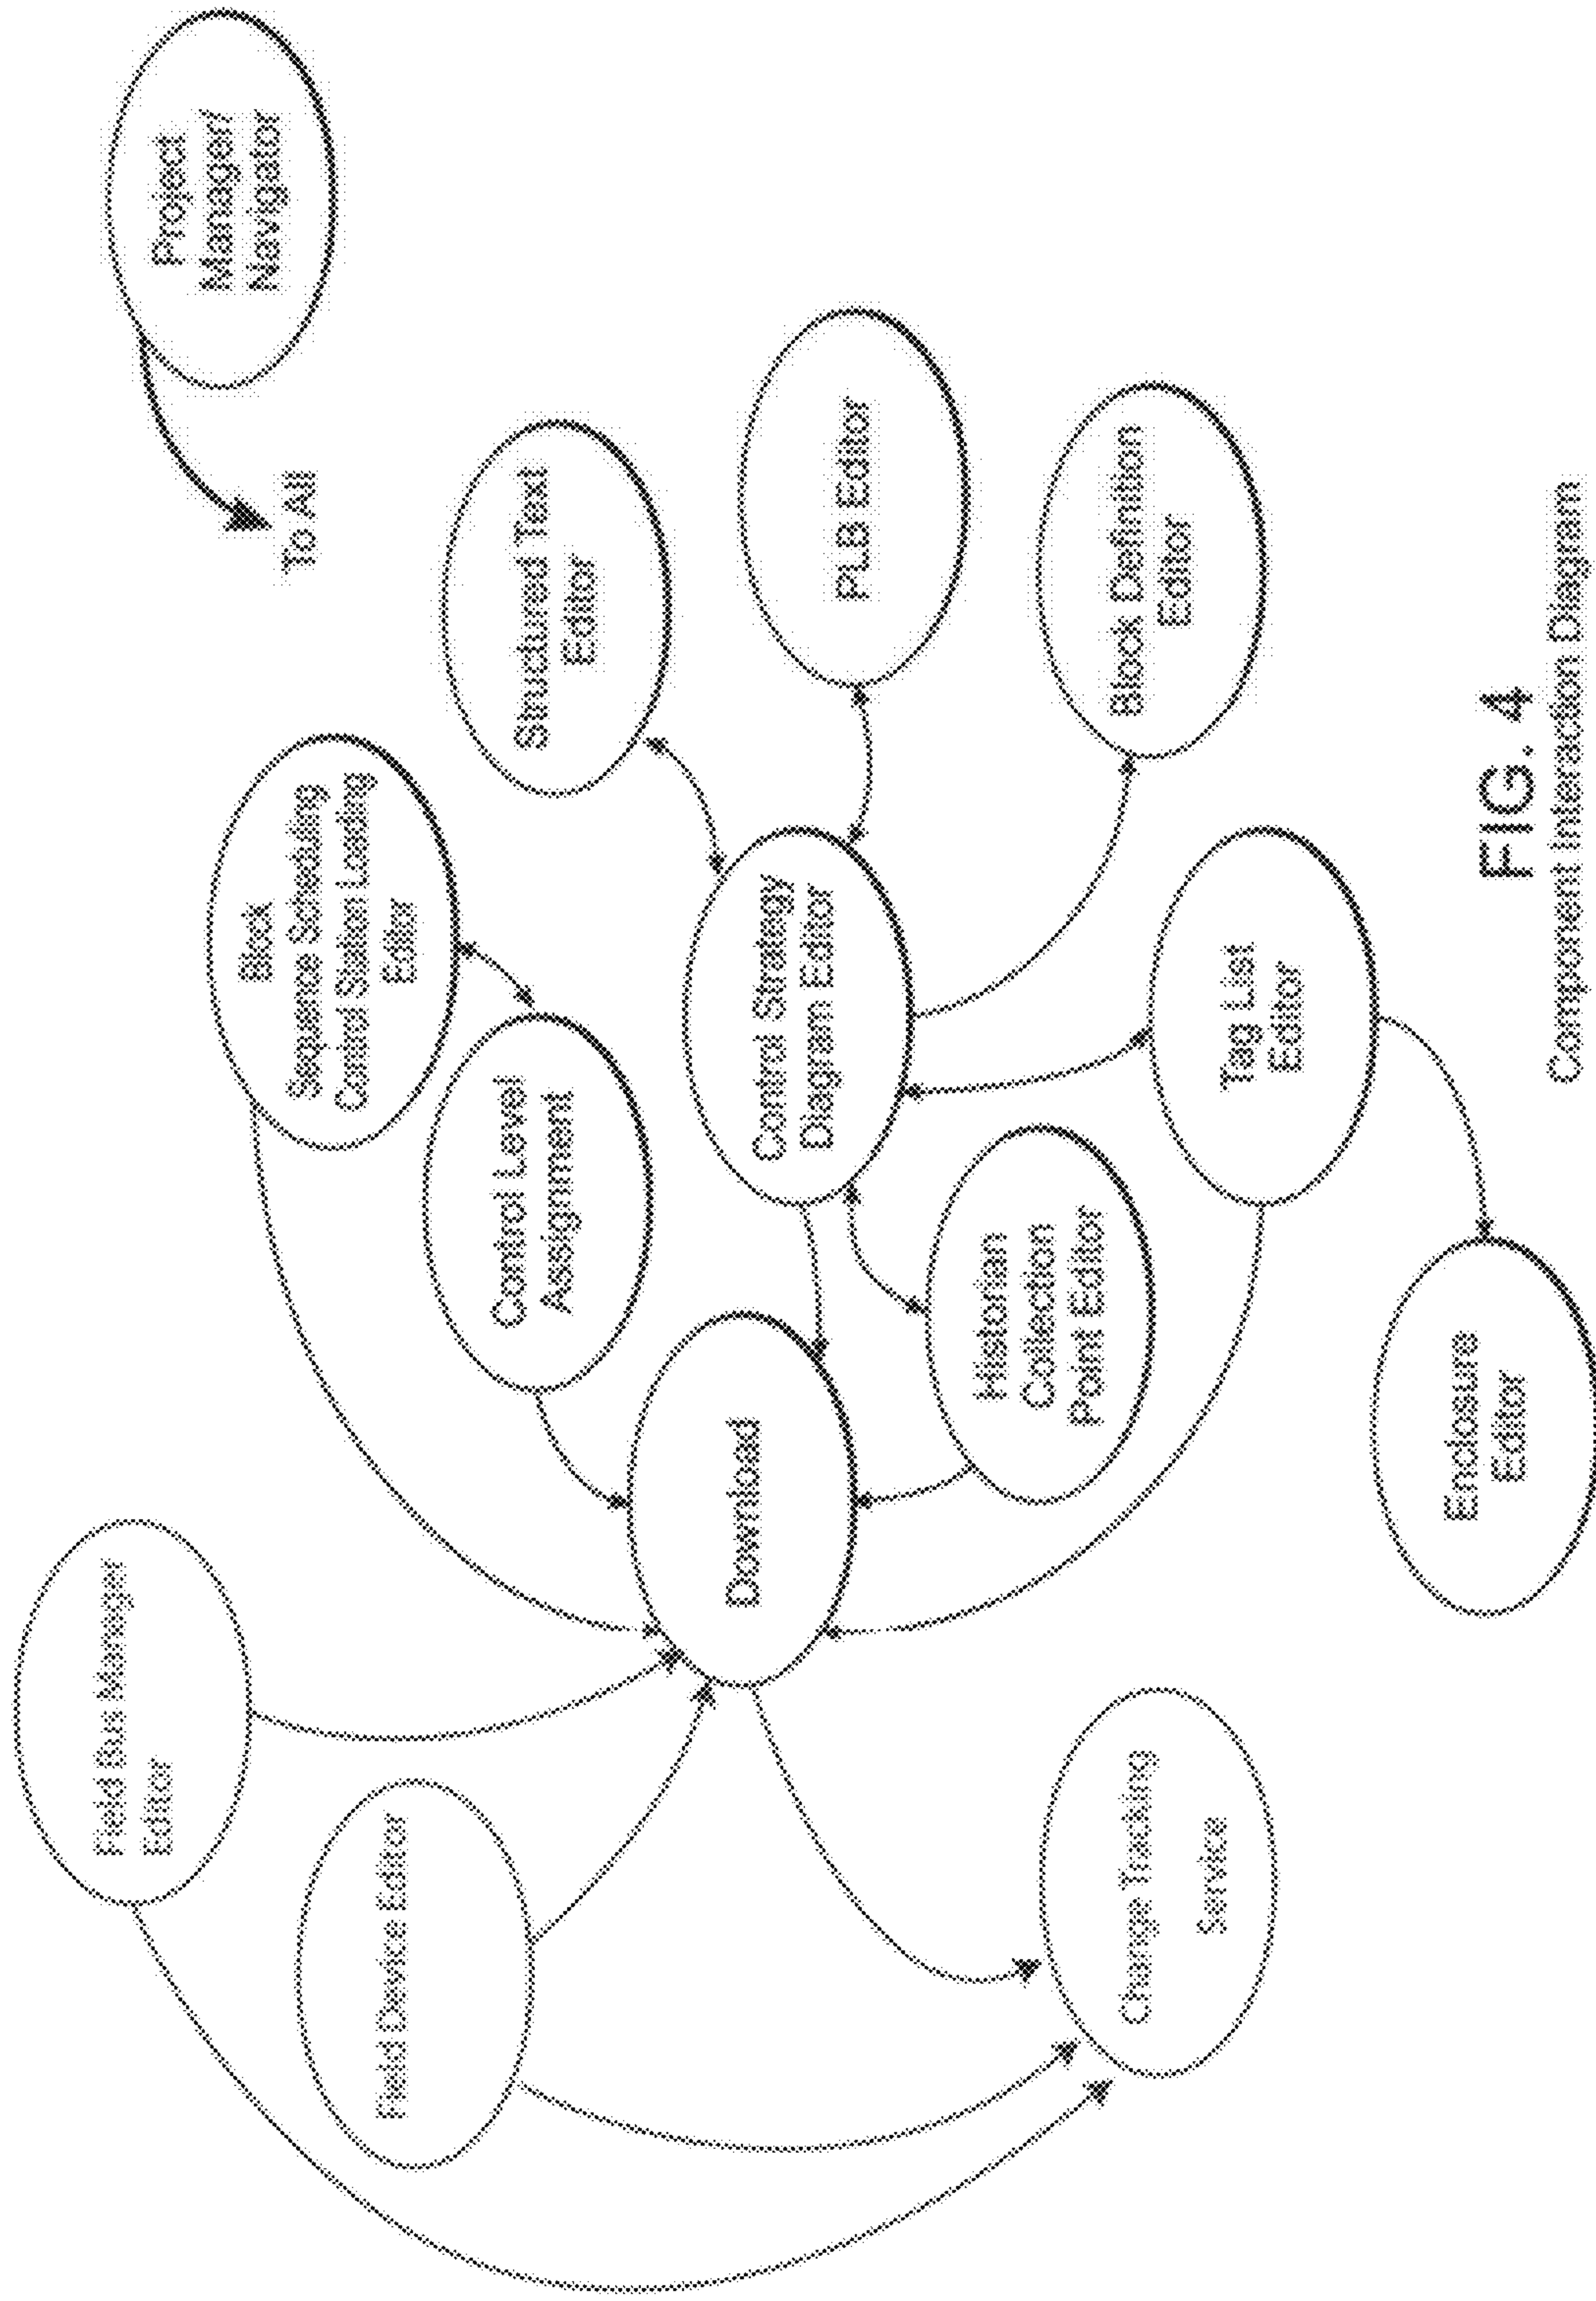 Field Bus Manager
Editor
Project
Manager/
Navigator
Block
Sequense Scheduling
Control Station Loading
Editor
To All
Field Device Editor
Control Level
Assignment
Structured Text
Editor
Download
Control Strategy
Diagram Editor
PLB Editor
Historian
Collection
Point Editor
Block Definition
Editor
Change Tracking
Service
Tag List
Editor
Endosure
Editor
FIG. 4
Component Interaction Diagram